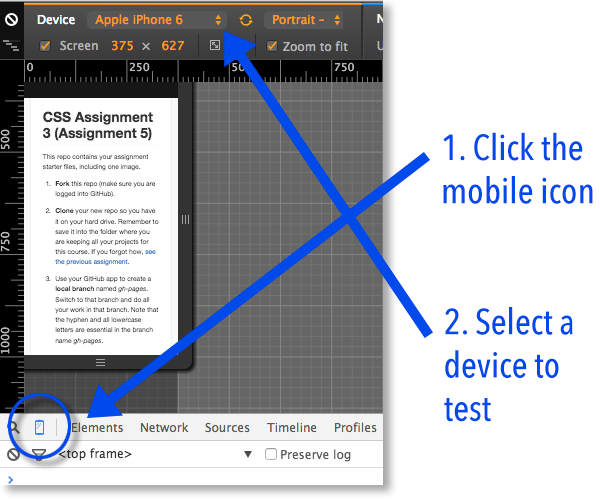 Device Apple iPhone 6 Portrait – N
Screen 375 × 627 Zoom to fit U
0 250 500 750
500
750
1000
CSS Assignment
3 (Assignment 5)
This repo contains your assignment
starter files, including one image.
1. Fork this repo (make sure you are
logged into GitHub).
2. Clone your new repo so you have
it on your hard drive. Remember to
save it into the folder where you
are keeping all your projects for
this course. If you forgot how, see
the previous assignment.
3. Use your GitHub app to create a
local branch named gh-pages.
Switch to that branch and do all
your work in that branch. Note that
the hyphen and all lowercase
letters are essential in the branch
name gh-pages.
Elements Network Sources Timeline Profiles
<top frame> Preserve log
1. Click the
mobile icon
2. Select a
device to
test